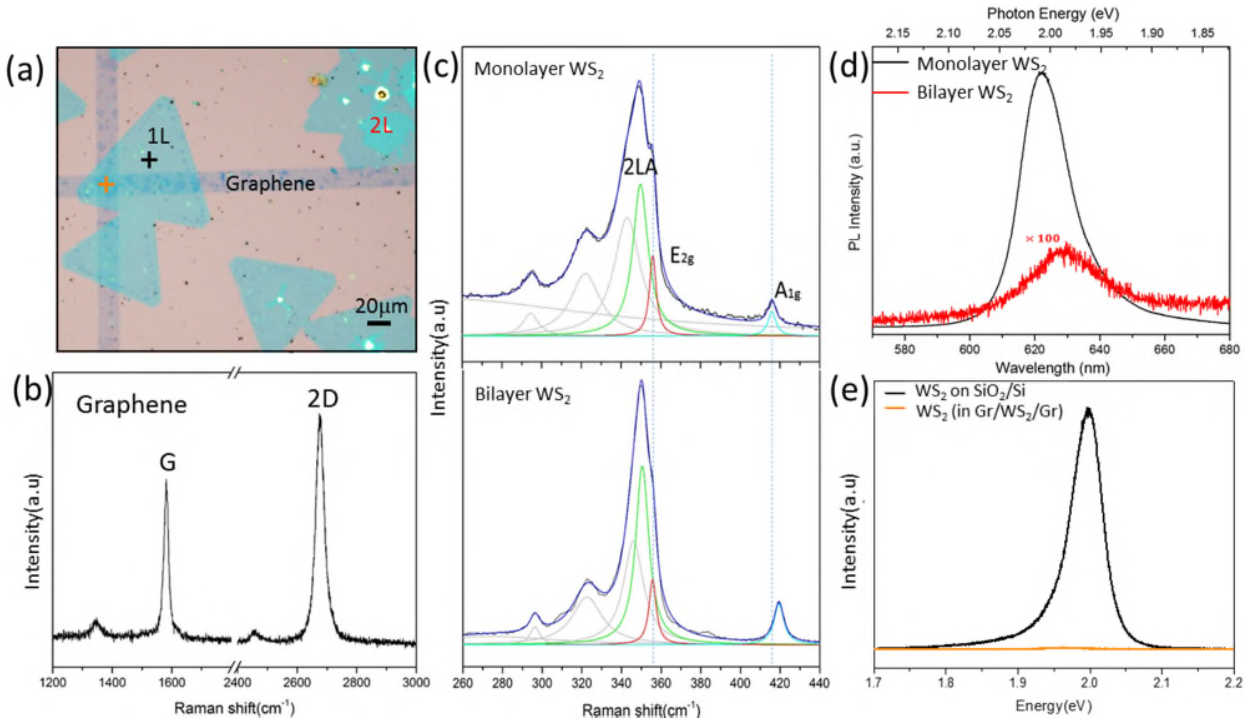 (a)
1L
2L
Graphene
20μm
(b)
Graphene
G
2D
Intensity(a.u)
1200 1400 1600 1800 2400 2600 2800 3000
Raman shift(cm⁻¹)
(c)
Monolayer WS₂
2LA
E₂g
A₁g
Bilayer WS₂
Intensity(a.u)
260 280 300 320 340 360 380 400 420 440
Raman shift(cm⁻¹)
(d)
Photon Energy (eV)
2.15 2.10 2.05 2.00 1.95 1.90 1.85
Monolayer WS₂
Bilayer WS₂
× 100
PL Intensity (a.u.)
580 600 620 640 660 680
Wavelength (nm)
(e)
WS₂ on SiO₂/Si
WS₂ (in Gr/WS₂/Gr)
Intensity(a.u)
1.7 1.8 1.9 2.0 2.1 2.2
Energy(eV)